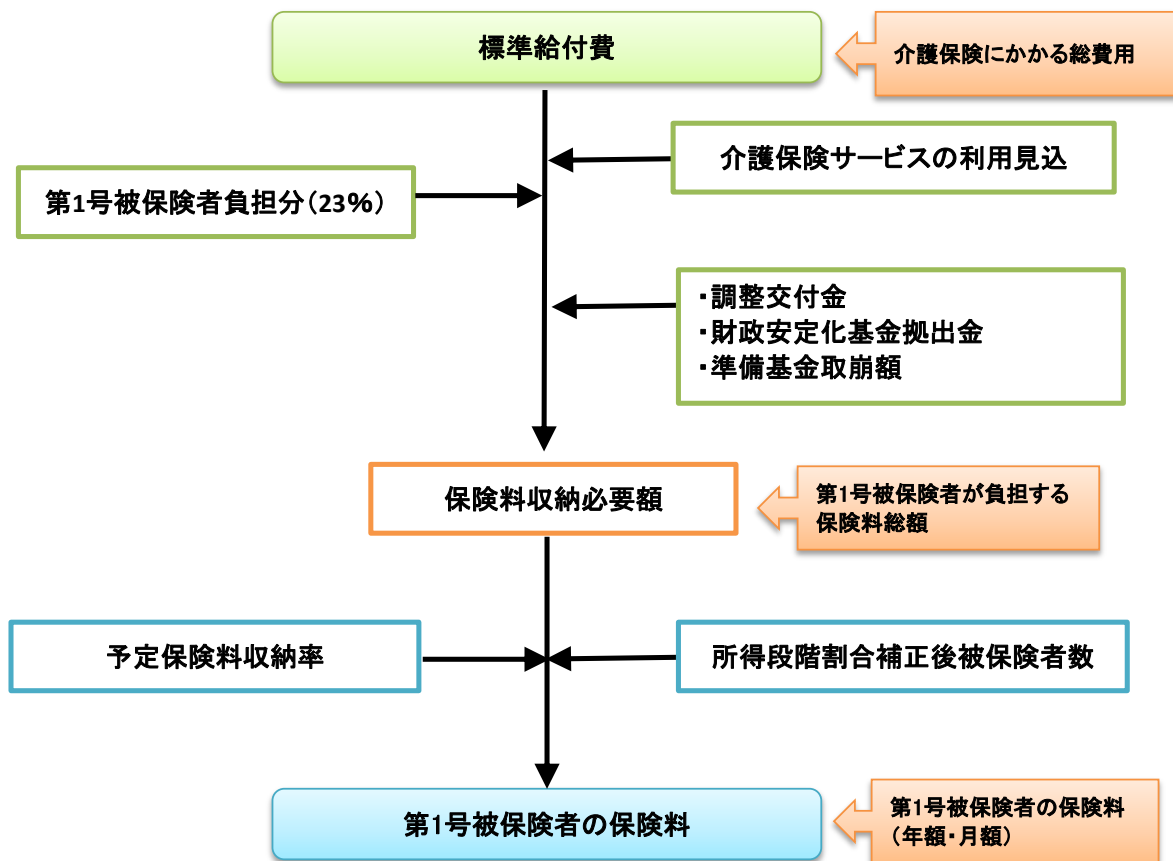 標準給付費
介護保険にかかる総費用
介護保険サービスの利用見込
第1号被保険者負担分（23%）
・調整交付金
・財政安定化基金拠出金
・準備基金取崩額
保険料収納必要額
第1号被保険者が負担する
保険料総額
予定保険料収納率
所得段階割合補正後被保険者数
第1号被保険者の保険料
第1号被保険者の保険料
（年額・月額）